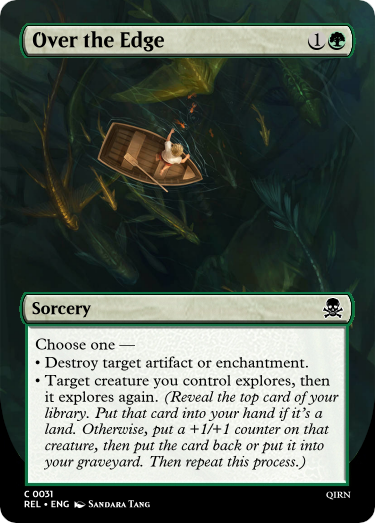 Over the Edge 1
Sorcery
Choose one —
• Destroy target artifact or enchantment.
• Target creature you control explores, then
it explores again. (Reveal the top card of your
library. Put that card into your hand if it's a
land. Otherwise, put a +1/+1 counter on that
creature, then put the card back or put it into
your graveyard. Then repeat this process.)
C 0031
REL • ENG Sandara Tang QIRN